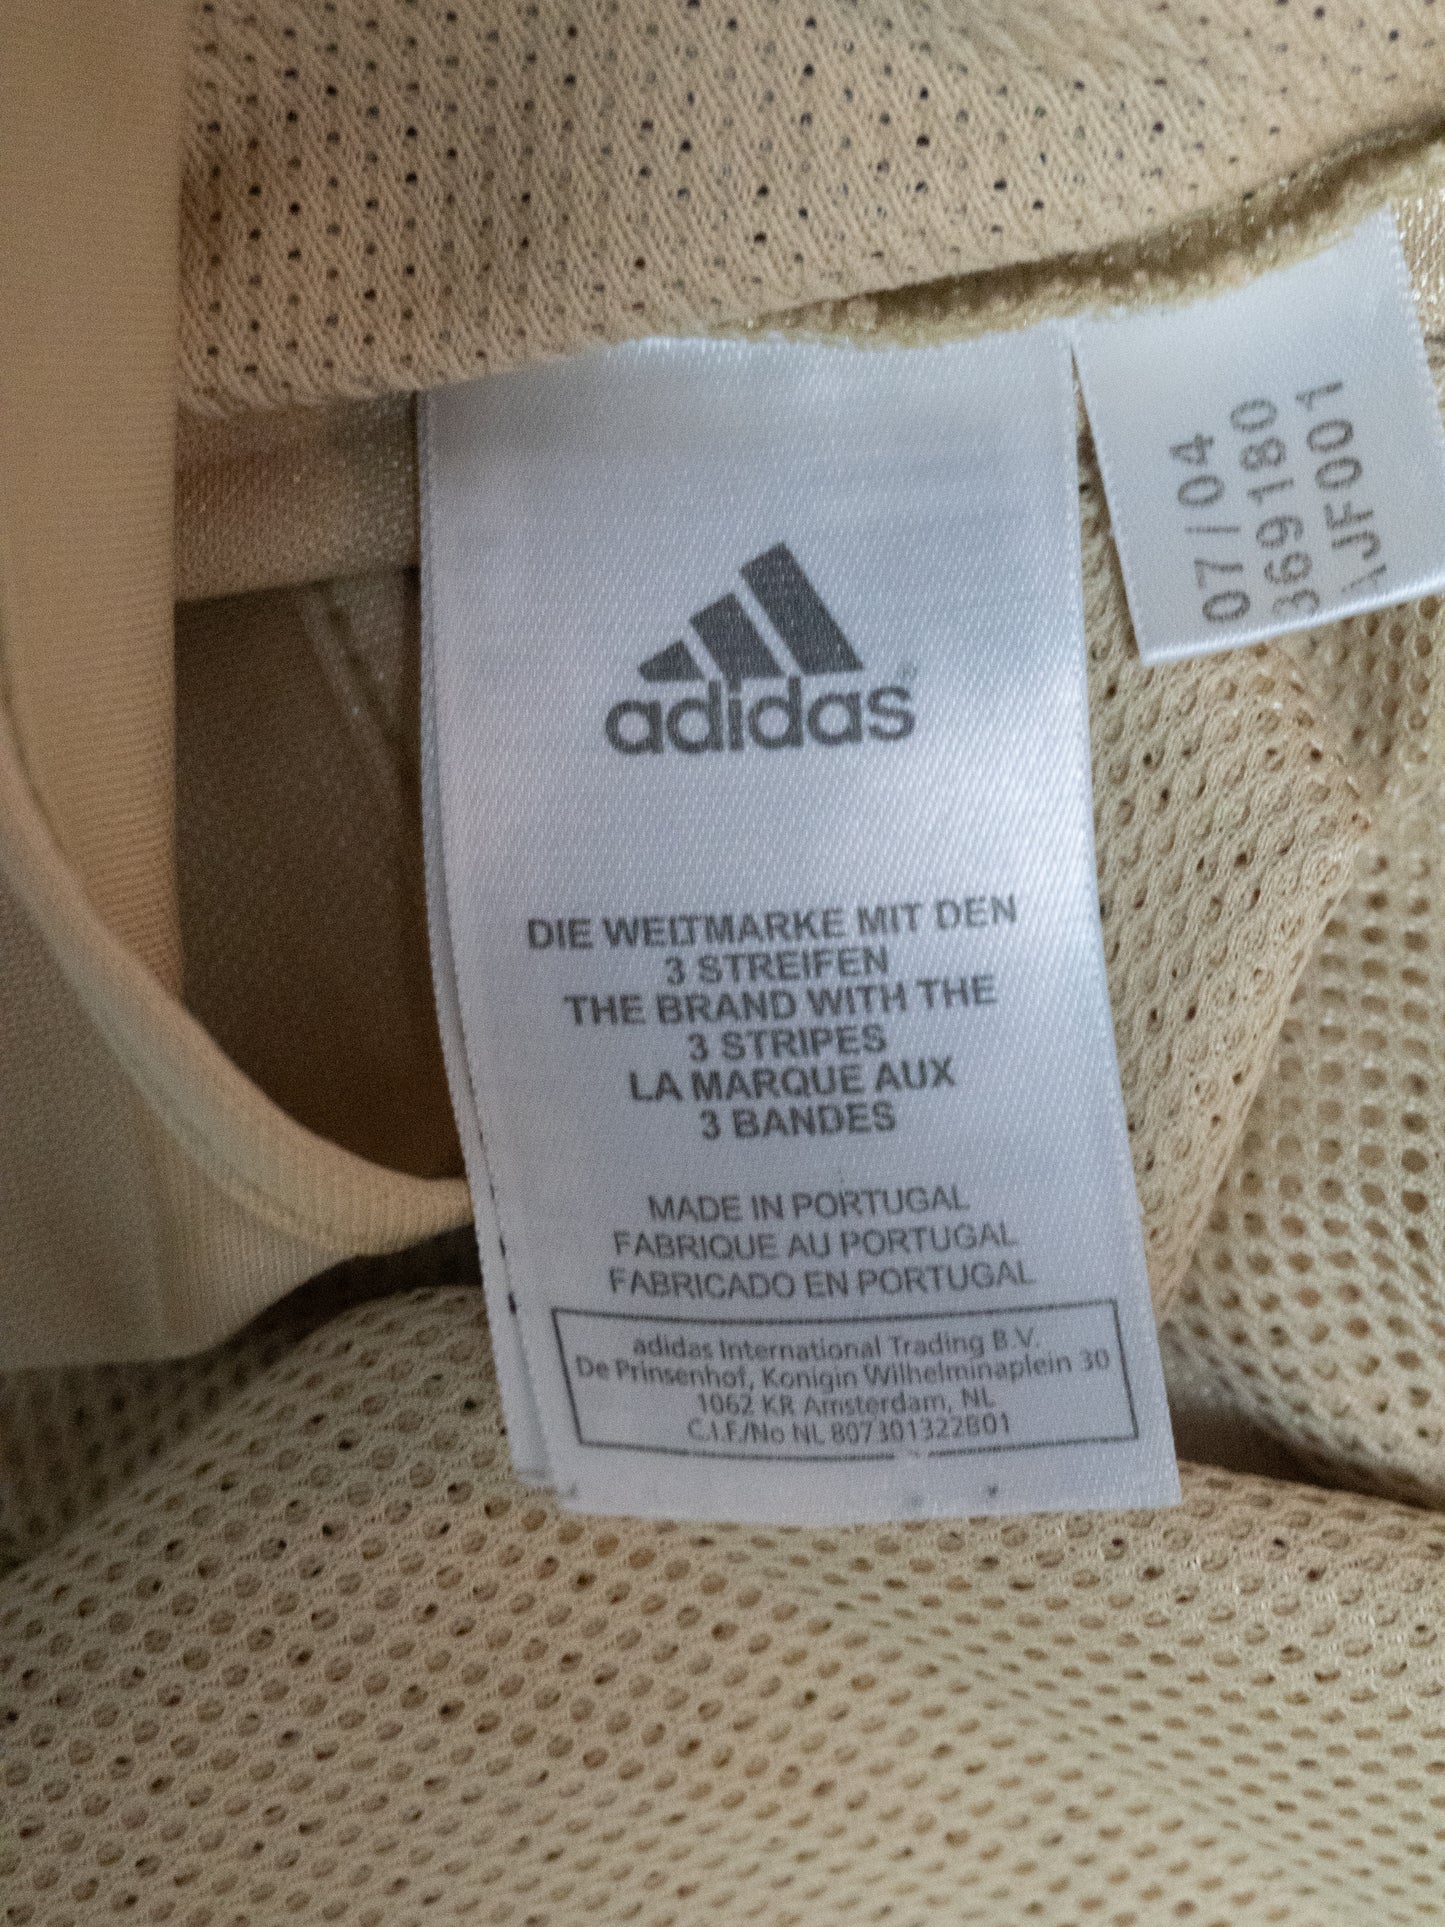 adidas
DIE WELTMARKE MIT DEN
3 STREIFEN
THE BRAND WITH THE
3 STRIPES
LA MARQUE AUX
3 BANDES
MADE IN PORTUGAL
FABRIQUE AU PORTUGAL
FABRICADO EN PORTUGAL
adidas International Trading B.V.
De Prinsenhof, Konigin Wilhelminaplein 30
1062 KR Amsterdam, NL
C.I.F./No NL 807301322B01
07/04
369180